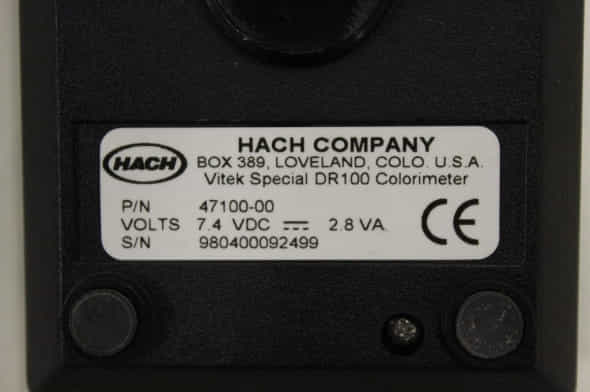 HACH
HACH COMPANY
BOX 389, LOVELAND, COLO. U.S.A.
Vitek Special DR100 Colorimeter
P/N 47100-00
VOLTS 7.4 VDC ⎓ 2.8 VA.
S/N 980400092499
CE